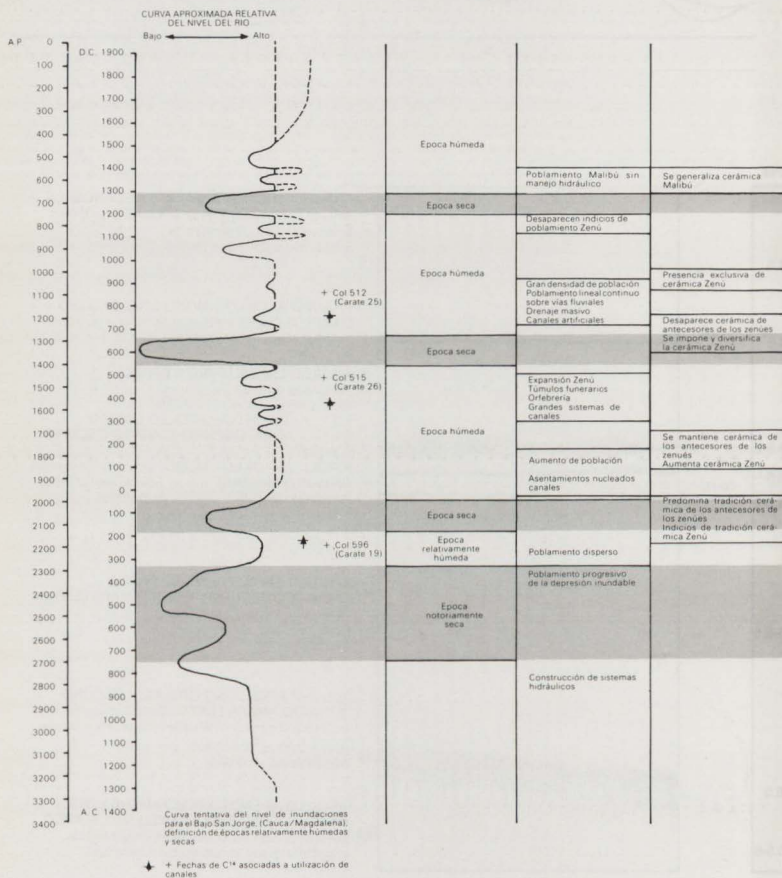 CURVA APROXIMADA RELATIVA
DEL NIVEL DEL RIO
Bajo Alto
A.P.
0
100
200
300
400
500
600
700
800
900
1000
1100
1200
1300
1400
1500
1600
1700
1800
1900
2000
2100
2200
2300
2400
2500
2600
2700
2800
2900
3000
3100
3200
3300
3400
D.C. 1900
1800
1700
1600
1500
1400
1300
1200
1100
1000
900
800
700
600
500
400
300
200
100
0
100
200
300
400
500
600
700
800
900
1000
1100
1200
1300
A.C. 1400
+ Col 512
(Carate 25)
+ Col 515
(Carate 26)
+ Col 596
(Carate 19)
Epoca húmeda
Epoca seca
Epoca húmeda
Epoca seca
Epoca húmeda
Epoca seca
Epoca
relativamente
húmeda
Epoca
notoriamente
seca
Poblamiento Malibú sin
manejo hidráulico
Desaparecen indicios de
poblamiento Zenú
Gran densidad de población
Poblamiento lineal continuo
sobre vías fluviales
Drenaje masivo
Canales artificiales
Expansión Zenú
Túmulos funerarios
Orfebrería
Grandes sistemas de
canales
Aumento de población
Asentamientos nucleados
canales
Poblamiento disperso
Poblamiento progresivo
de la depresión inundable
Construcción de sistemas
hidráulicos
Se generaliza cerámica
Malibú
Presencia exclusiva de
cerámica Zenú
Desaparece cerámica de
antecesores de los zenúes
Se impone y diversifica
la cerámica Zenú
Se mantiene cerámica de
los antecesores de los
zenúes
Aumenta cerámica Zenú
Predomina tradición cerá-
mica de los antecesores de
los zenúes
Indicios de tradición cerá-
mica Zenú
Curva tentativa del nivel de inundaciones
para el Bajo San Jorge, (Cauca/Magdalena),
definición de épocas relativamente húmedas
y secas
+ Fechas de C¹⁴ asociadas a utilización de
canales